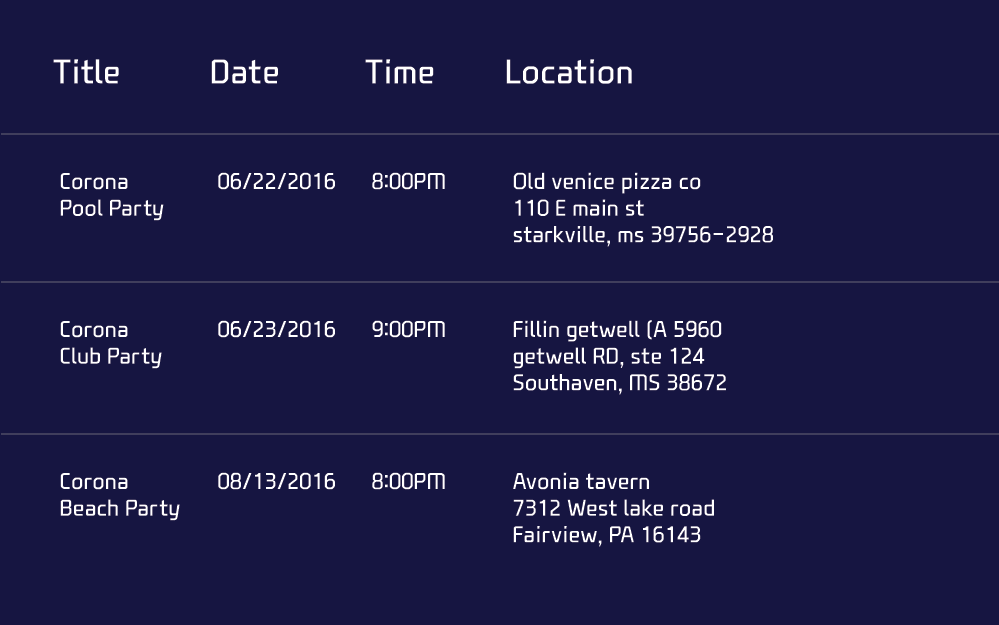 Title Date Time Location
Corona 06/22/2016 8:00PM Old venice pizza co
Pool Party 110 E main st
starkville, ms 39756-2928
Corona 06/23/2016 9:00PM Fillin getwell (A 5960
Club Party getwell RD, ste 124
Southaven, MS 38672
Corona 08/13/2016 8:00PM Avonia tavern
Beach Party 7312 West lake road
Fairview, PA 16143